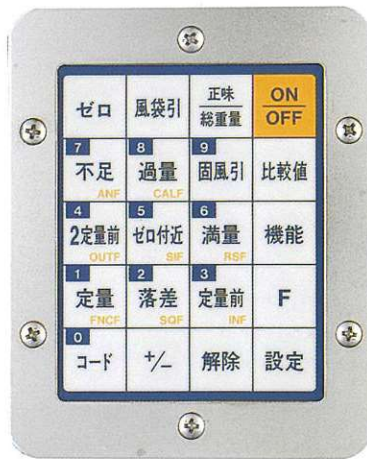 ゼロ 風袋引 正味 ON
総重量 OFF
7 8 9
不足 過量 固風引 比較値
ANF CALF
4 5 6
2定量前 ゼロ付近 満量 機能
OUTF SIF RSF
1 2 3
定量 落差 定量前 F
FNCF SQF INF
0
コード +/− 解除 設定